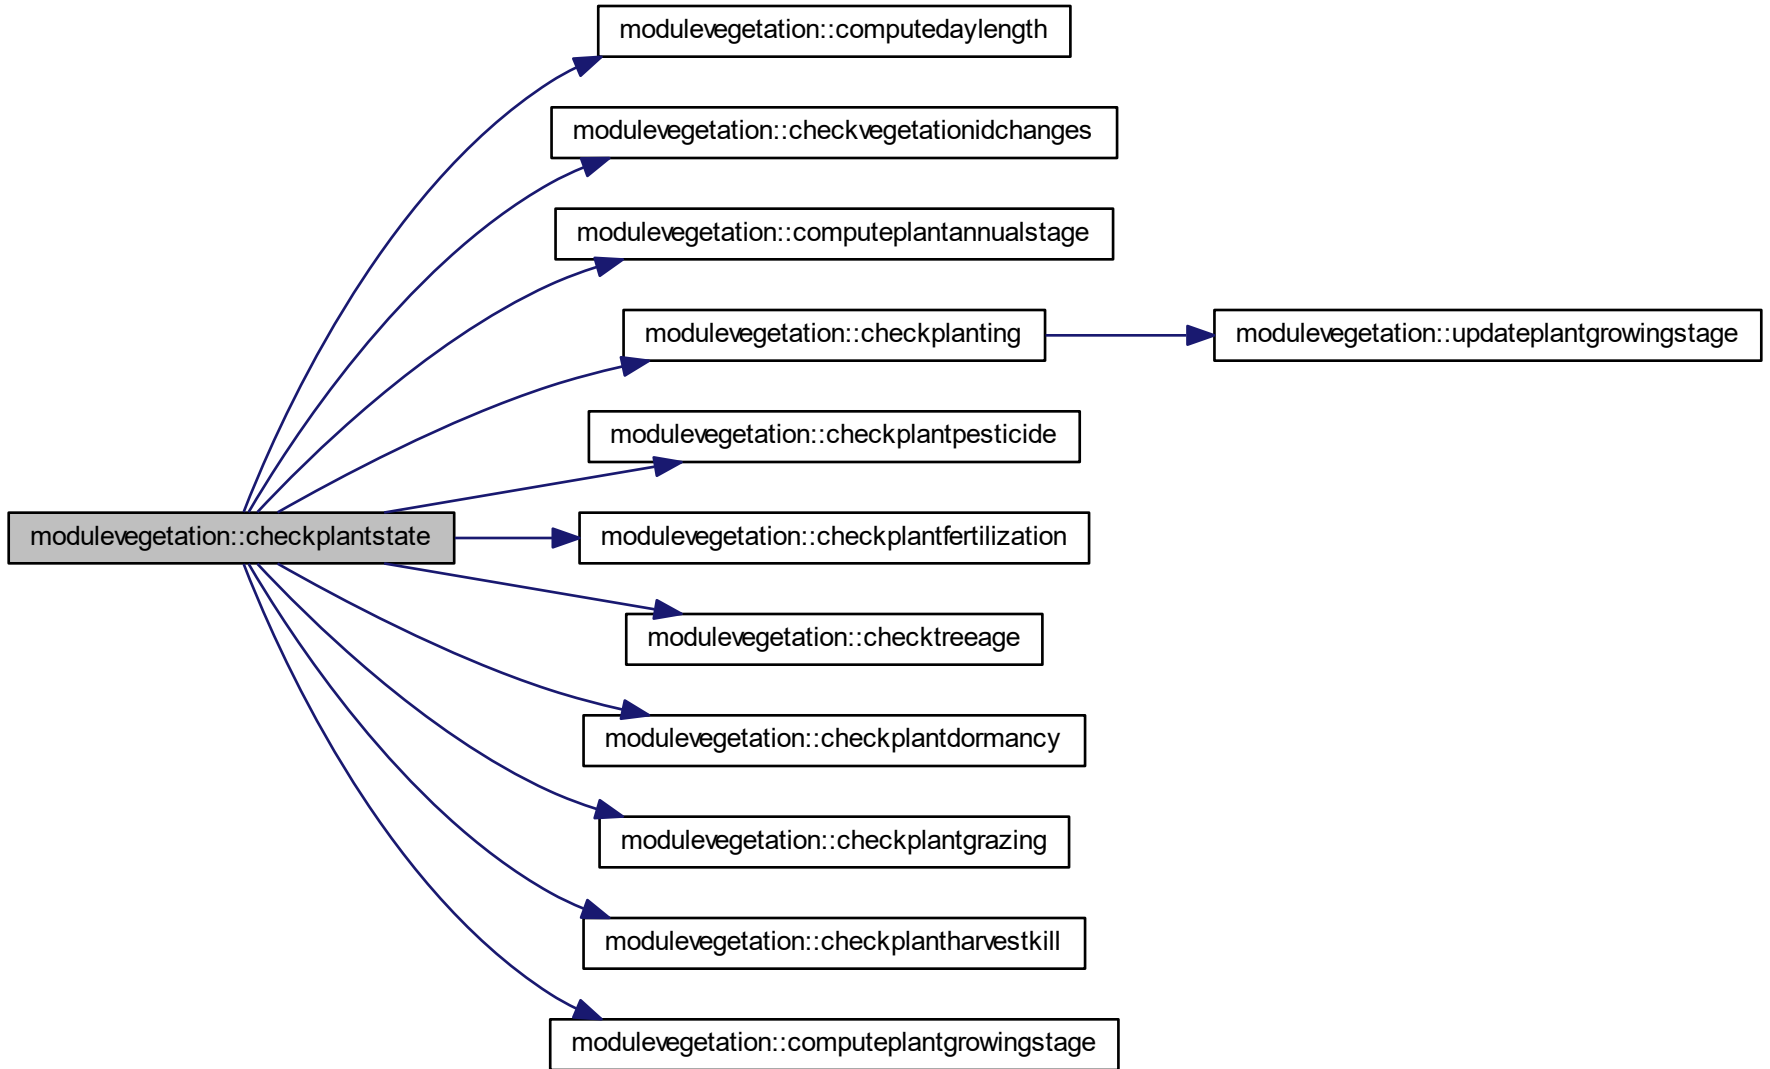 modulevegetation::computedaylength
modulevegetation::checkvegetationidchanges
modulevegetation::computeplantannualstage
modulevegetation::checkplanting
modulevegetation::updateplantgrowingstage
modulevegetation::checkplantpesticide
modulevegetation::checkplantstate
modulevegetation::checkplantfertilization
modulevegetation::checktreeage
modulevegetation::checkplantdormancy
modulevegetation::checkplantgrazing
modulevegetation::checkplantharvestkill
modulevegetation::computeplantgrowingstage